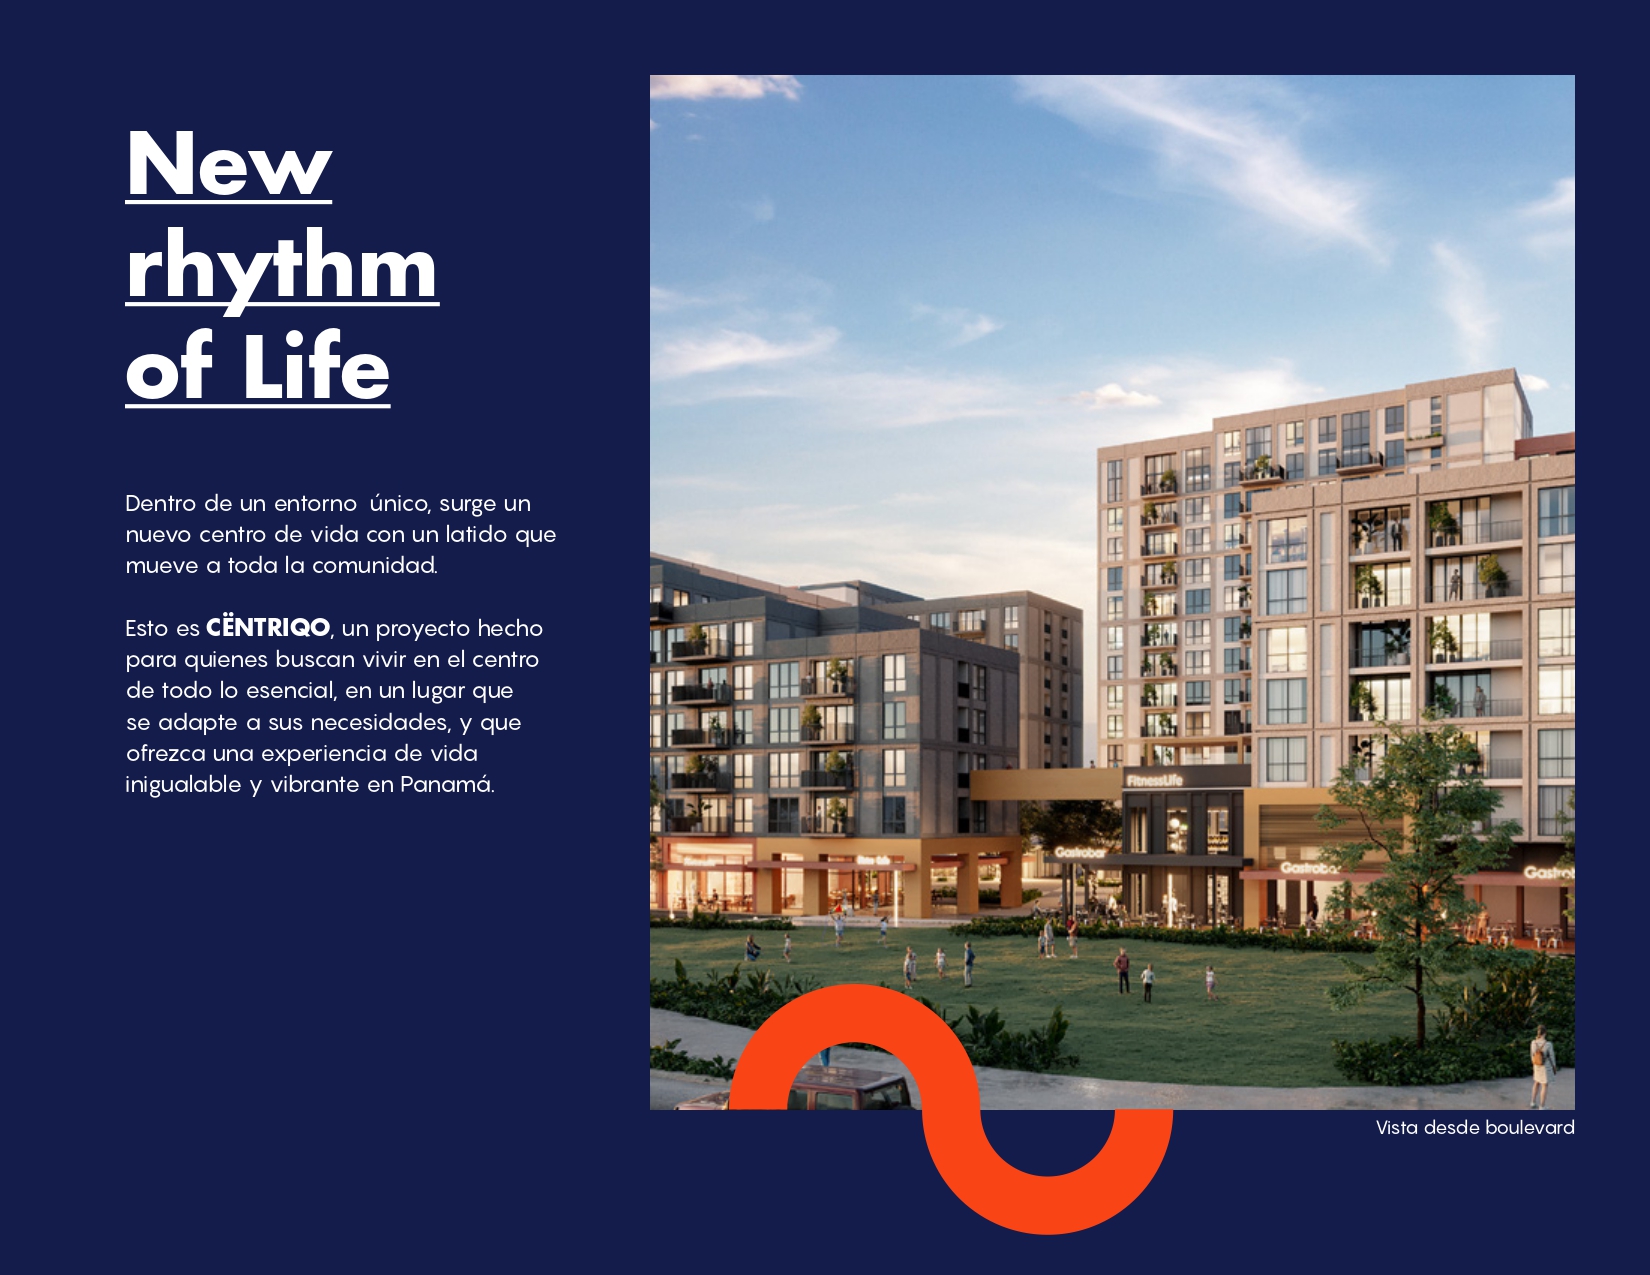 New
rhythm
of Life
Dentro de un entorno único, surge un
nuevo centro de vida con un latido que
mueve a toda la comunidad.
Esto es CËNTRIQO, un proyecto hecho
para quienes buscan vivir en el centro
de todo lo esencial, en un lugar que
se adapte a sus necesidades, y que
ofrezca una experiencia de vida
inigualable y vibrante en Panamá.
FitnessLife
Gastrobar
Gastrobar
Vista desde boulevard